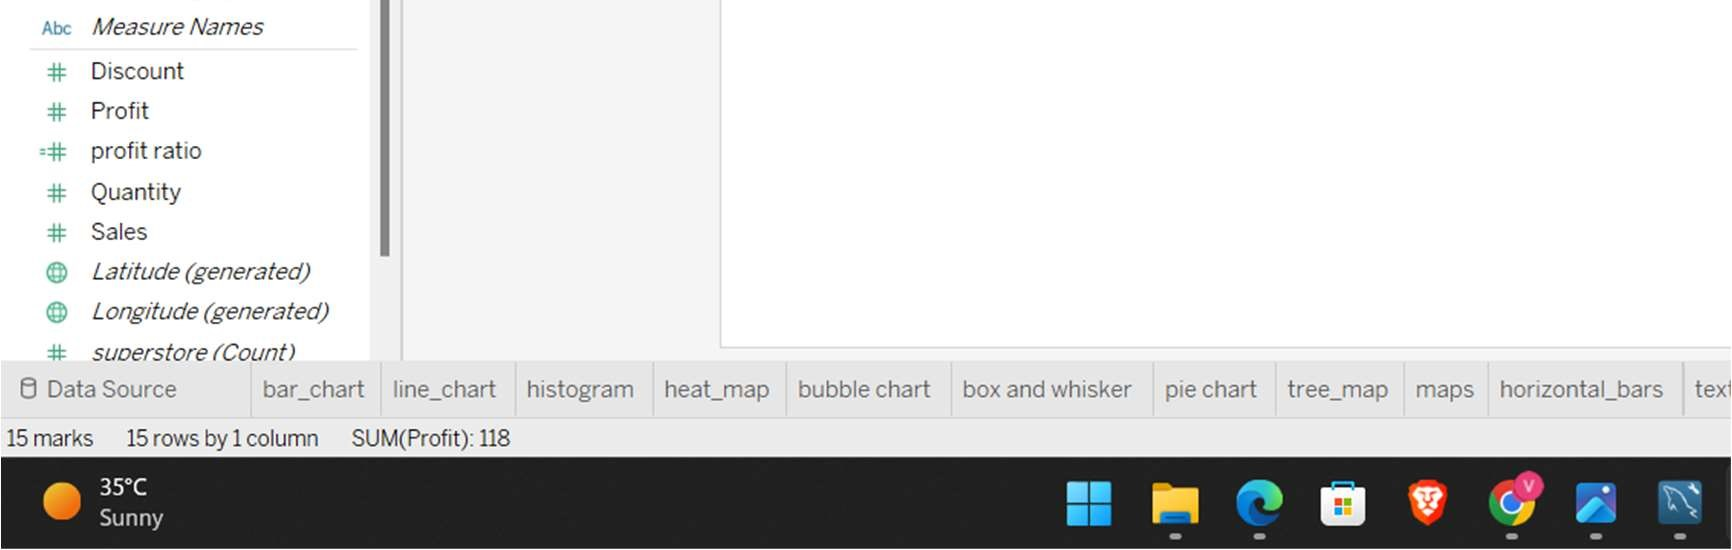 Abc Measure Names
Discount
Profit
profit ratio
Quantity
Sales
Latitude (generated)
Longitude (generated)
superstore (Count)
Data Source bar_chart line_chart histogram heat_map bubble chart box and whisker pie chart tree_map maps horizontal_bars
15 marks 15 rows by 1 column SUM(Profit): 118
35°C
Sunny
V